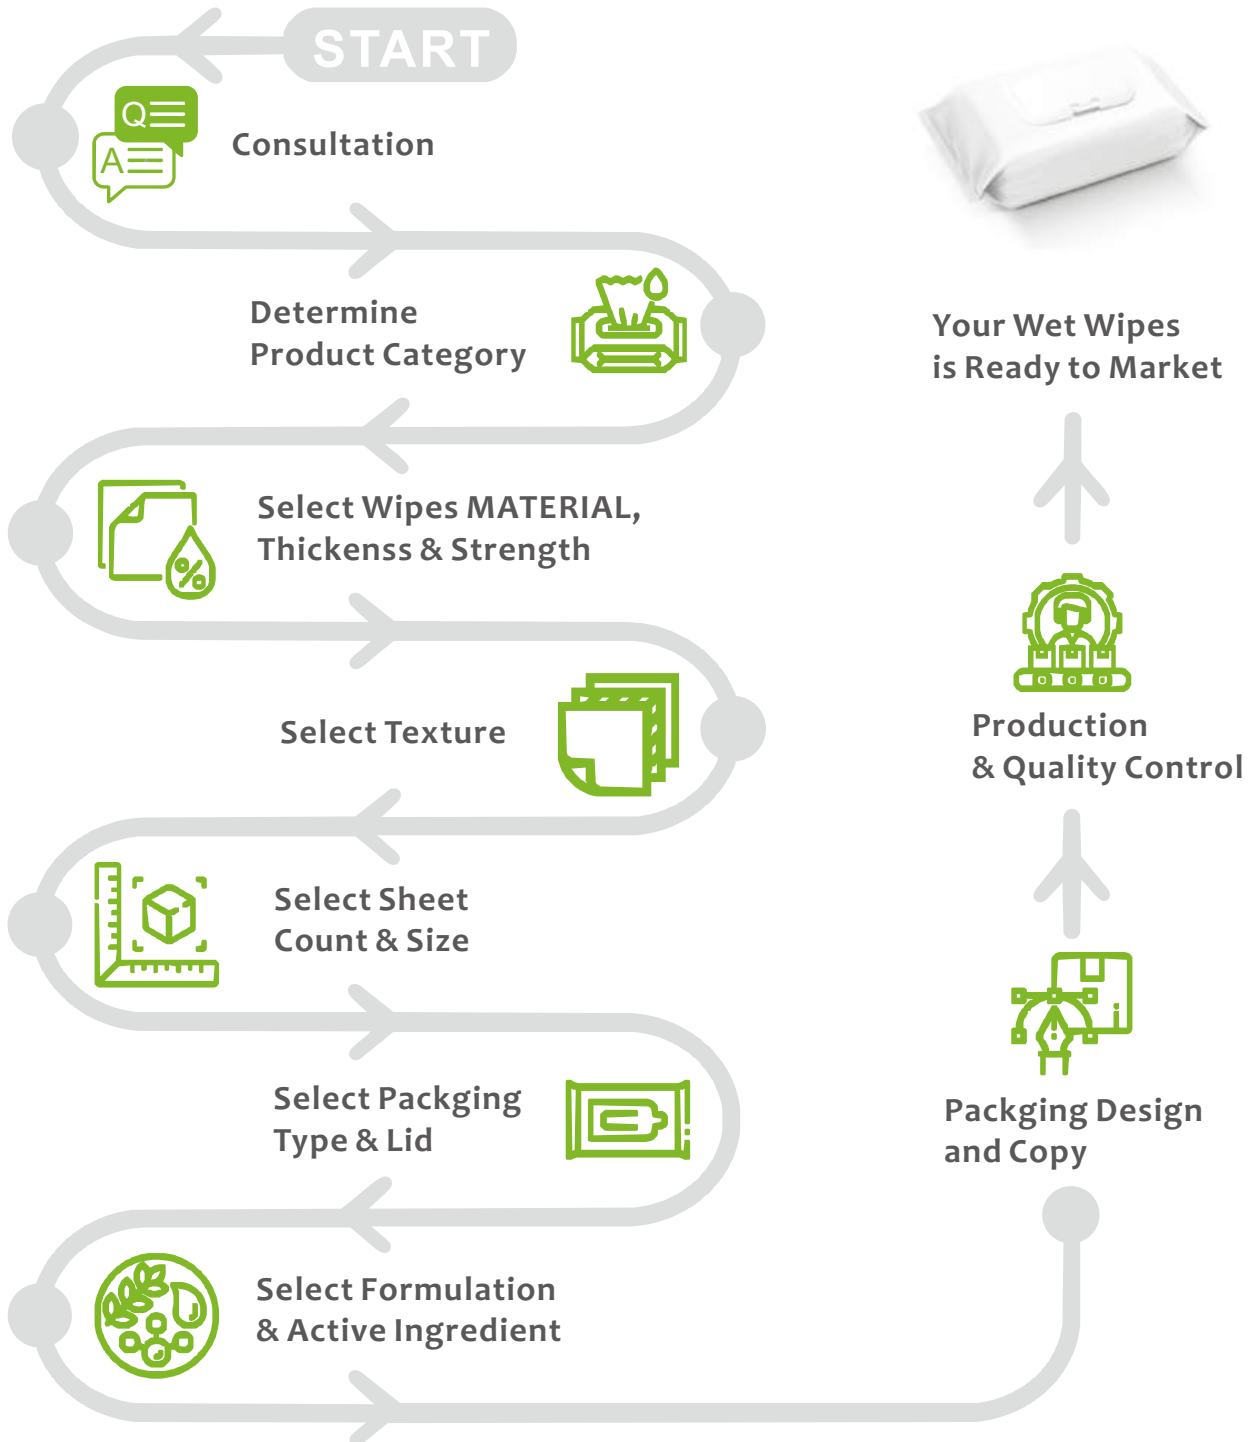 START
Q
A
Consultation
Determine
Product Category
Select Wipes MATERIAL,
Thickenss & Strength
%
Select Texture
Select Sheet
Count & Size
Select Packging
Type & Lid
Select Formulation
& Active Ingredient
Packging Design
and Copy
Production
& Quality Control
Your Wet Wipes
is Ready to Market